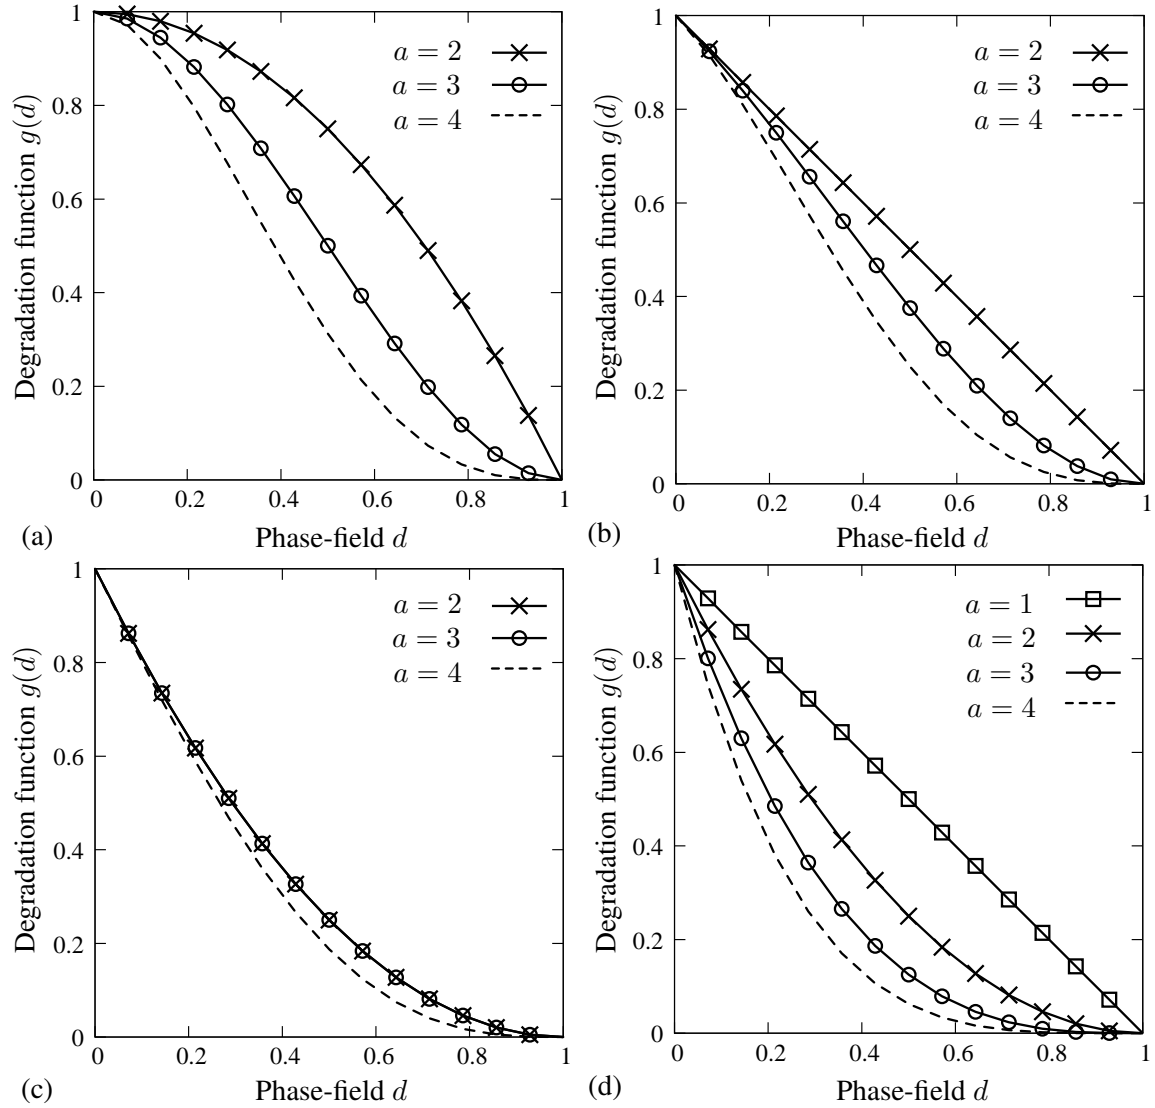 1
0.8
0.6
0.4
0.2
0
0 0.2 0.4 0.6 0.8 1
Degradation function g(d)
Phase-field d
a = 2
a = 3
a = 4
(a)
1
0.8
0.6
0.4
0.2
0
0 0.2 0.4 0.6 0.8 1
Degradation function g(d)
Phase-field d
a = 2
a = 3
a = 4
(b)
1
0.8
0.6
0.4
0.2
0
0 0.2 0.4 0.6 0.8 1
Degradation function g(d)
Phase-field d
a = 2
a = 3
a = 4
(c)
1
0.8
0.6
0.4
0.2
0
0 0.2 0.4 0.6 0.8 1
Degradation function g(d)
Phase-field d
a = 1
a = 2
a = 3
a = 4
(d)